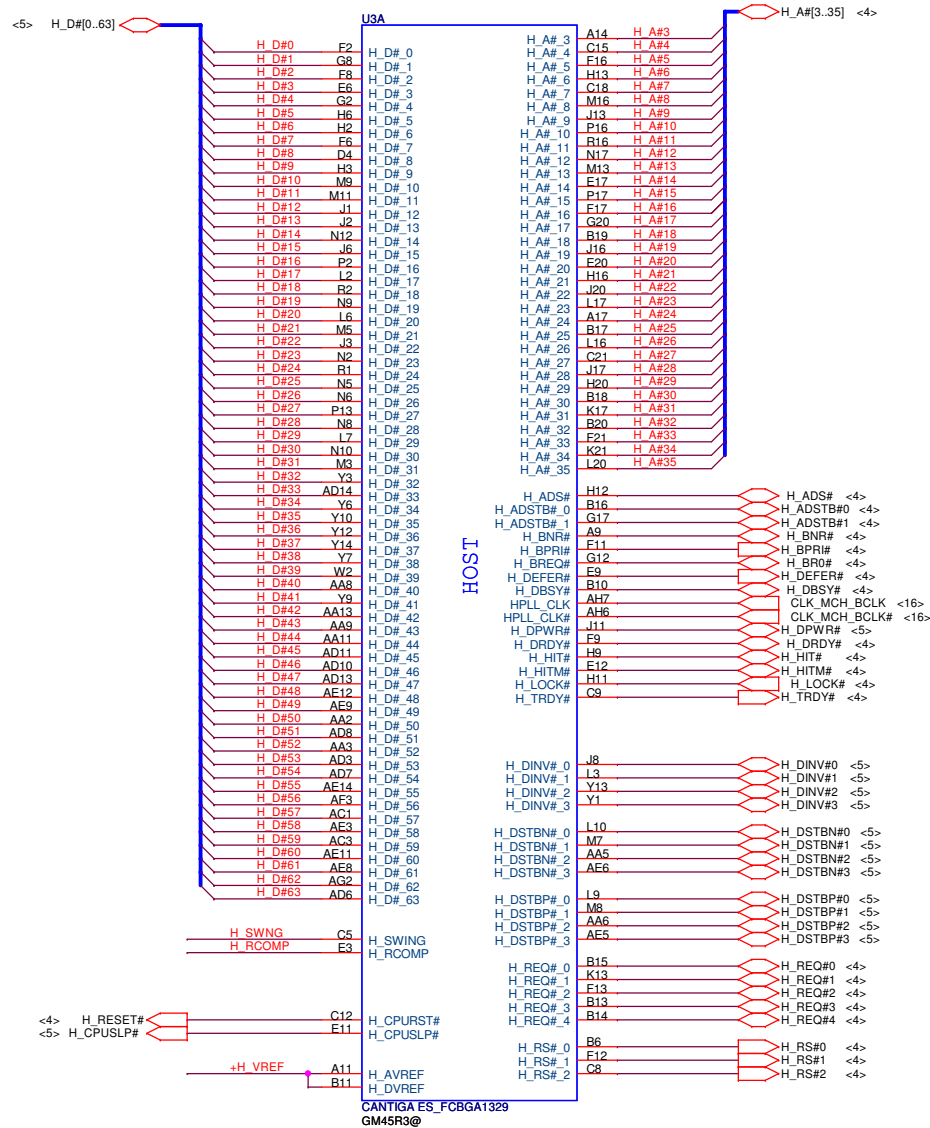 <5> H_D#[0..63] U3A H_A#[3..35] <4>
H_D#0 F2 H_D#_0
H_D#1 G8 H_D#_1
H_D#2 F8 H_D#_2
H_D#3 E6 H_D#_3
H_D#4 G2 H_D#_4
H_D#5 H6 H_D#_5
H_D#6 H2 H_D#_6
H_D#7 F6 H_D#_7
H_D#8 D4 H_D#_8
H_D#9 H3 H_D#_9
H_D#10 M9 H_D#_10
H_D#11 M11 H_D#_11
H_D#12 J1 H_D#_12
H_D#13 J2 H_D#_13
H_D#14 N12 H_D#_14
H_D#15 J6 H_D#_15
H_D#16 P2 H_D#_16
H_D#17 L2 H_D#_17
H_D#18 R2 H_D#_18
H_D#19 N9 H_D#_19
H_D#20 L6 H_D#_20
H_D#21 M5 H_D#_21
H_D#22 J3 H_D#_22
H_D#23 N2 H_D#_23
H_D#24 R1 H_D#_24
H_D#25 N5 H_D#_25
H_D#26 N6 H_D#_26
H_D#27 P13 H_D#_27
H_D#28 N8 H_D#_28
H_D#29 L7 H_D#_29
H_D#30 N10 H_D#_30
H_D#31 M3 H_D#_31
H_D#32 Y3 H_D#_32
H_D#33 AD14 H_D#_33
H_D#34 Y6 H_D#_34
H_D#35 Y10 H_D#_35
H_D#36 Y12 H_D#_36
H_D#37 Y14 H_D#_37
H_D#38 Y7 H_D#_38
H_D#39 W2 H_D#_39
H_D#40 AA8 H_D#_40
H_D#41 Y9 H_D#_41
H_D#42 AA13 H_D#_42
H_D#43 AA9 H_D#_43
H_D#44 AA11 H_D#_44
H_D#45 AD11 H_D#_45
H_D#46 AD10 H_D#_46
H_D#47 AD13 H_D#_47
H_D#48 AE12 H_D#_48
H_D#49 AE9 H_D#_49
H_D#50 AA2 H_D#_50
H_D#51 AD8 H_D#_51
H_D#52 AA3 H_D#_52
H_D#53 AD3 H_D#_53
H_D#54 AD7 H_D#_54
H_D#55 AE14 H_D#_55
H_D#56 AF3 H_D#_56
H_D#57 AC1 H_D#_57
H_D#58 AE3 H_D#_58
H_D#59 AC3 H_D#_59
H_D#60 AE11 H_D#_60
H_D#61 AE8 H_D#_61
H_D#62 AG2 H_D#_62
H_D#63 AD6 H_D#_63
H_SWNG C5 H_SWING
H_RCOMP E3 H_RCOMP
<4> H_RESET# C12 H_CPURST#
<5> H_CPUSLP# E11 H_CPUSLP#
+H_VREF A11 H_AVREF
B11 H_DVREF
HOST
H_A#_3 A14 H_A#3
H_A#_4 C15 H_A#4
H_A#_5 F16 H_A#5
H_A#_6 H13 H_A#6
H_A#_7 C18 H_A#7
H_A#_8 M16 H_A#8
H_A#_9 J13 H_A#9
H_A#_10 P16 H_A#10
H_A#_11 R16 H_A#11
H_A#_12 N17 H_A#12
H_A#_13 M13 H_A#13
H_A#_14 E17 H_A#14
H_A#_15 P17 H_A#15
H_A#_16 F17 H_A#16
H_A#_17 G20 H_A#17
H_A#_18 B19 H_A#18
H_A#_19 J16 H_A#19
H_A#_20 E20 H_A#20
H_A#_21 H16 H_A#21
H_A#_22 J20 H_A#22
H_A#_23 L17 H_A#23
H_A#_24 A17 H_A#24
H_A#_25 B17 H_A#25
H_A#_26 L16 H_A#26
H_A#_27 C21 H_A#27
H_A#_28 J17 H_A#28
H_A#_29 H20 H_A#29
H_A#_30 B18 H_A#30
H_A#_31 K17 H_A#31
H_A#_32 B20 H_A#32
H_A#_33 F21 H_A#33
H_A#_34 K21 H_A#34
H_A#_35 L20 H_A#35
H_ADS# H12 H_ADS# <4>
H_ADSTB#_0 B16 H_ADSTB#0 <4>
H_ADSTB#_1 G17 H_ADSTB#1 <4>
H_BNR# A9 H_BNR# <4>
H_BPRI# F11 H_BPRI# <4>
H_BREQ# G12 H_BR0# <4>
H_DEFER# E9 H_DEFER# <4>
H_DBSY# B10 H_DBSY# <4>
HPLL_CLK AH7 CLK_MCH_BCLK <16>
HPLL_CLK# AH6 CLK_MCH_BCLK# <16>
H_DPWR# J11 H_DPWR# <5>
H_DRDY# F9 H_DRDY# <4>
H_HIT# H9 H_HIT# <4>
H_HITM# E12 H_HITM# <4>
H_LOCK# H11 H_LOCK# <4>
H_TRDY# C9 H_TRDY# <4>
H_DINV#_0 J8 H_DINV#0 <5>
H_DINV#_1 L3 H_DINV#1 <5>
H_DINV#_2 Y13 H_DINV#2 <5>
H_DINV#_3 Y1 H_DINV#3 <5>
H_DSTBN#_0 L10 H_DSTBN#0 <5>
H_DSTBN#_1 M7 H_DSTBN#1 <5>
H_DSTBN#_2 AA5 H_DSTBN#2 <5>
H_DSTBN#_3 AE6 H_DSTBN#3 <5>
H_DSTBP#_0 L9 H_DSTBP#0 <5>
H_DSTBP#_1 M8 H_DSTBP#1 <5>
H_DSTBP#_2 AA6 H_DSTBP#2 <5>
H_DSTBP#_3 AE5 H_DSTBP#3 <5>
H_REQ#_0 B15 H_REQ#0 <4>
H_REQ#_1 K13 H_REQ#1 <4>
H_REQ#_2 F13 H_REQ#2 <4>
H_REQ#_3 B13 H_REQ#3 <4>
H_REQ#_4 B14 H_REQ#4 <4>
H_RS#_0 B6 H_RS#0 <4>
H_RS#_1 F12 H_RS#1 <4>
H_RS#_2 C8 H_RS#2 <4>
CANTIGA ES_FCBGA1329
GM45R3@